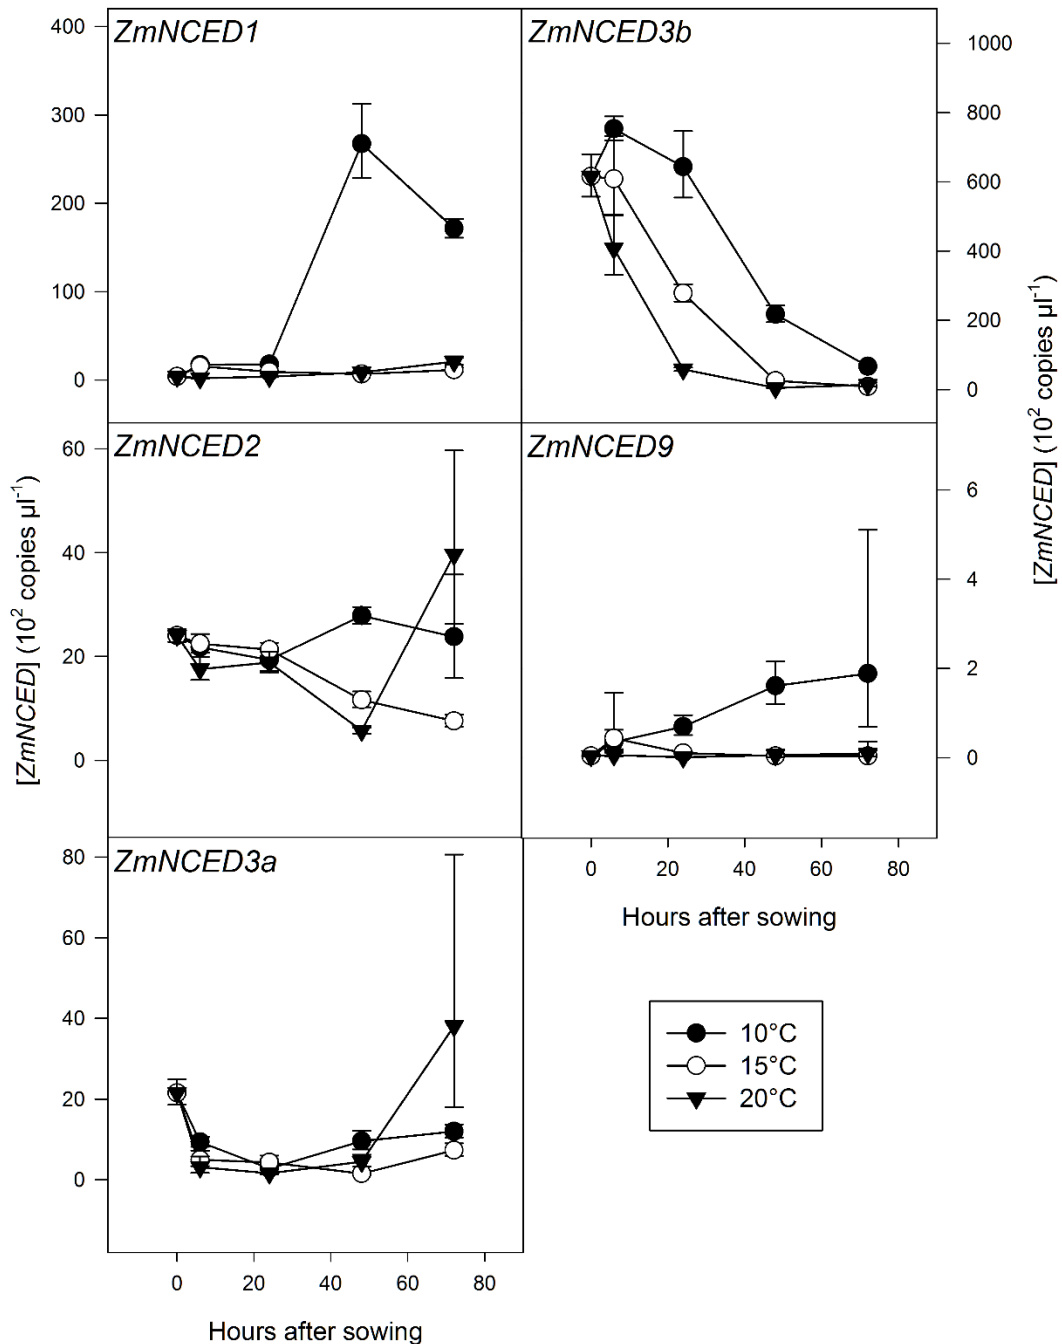 ZmNCED1
400
300
200
100
0
ZmNCED3b
1000
800
600
400
200
0
ZmNCED2
60
40
20
0
ZmNCED9
6
4
2
0
[ZmNCED] (10² copies µl⁻¹)
[ZmNCED] (10² copies µl⁻¹)
ZmNCED3a
80
60
40
20
0
0 20 40 60 80
Hours after sowing
10°C
15°C
20°C
0 20 40 60 80
Hours after sowing